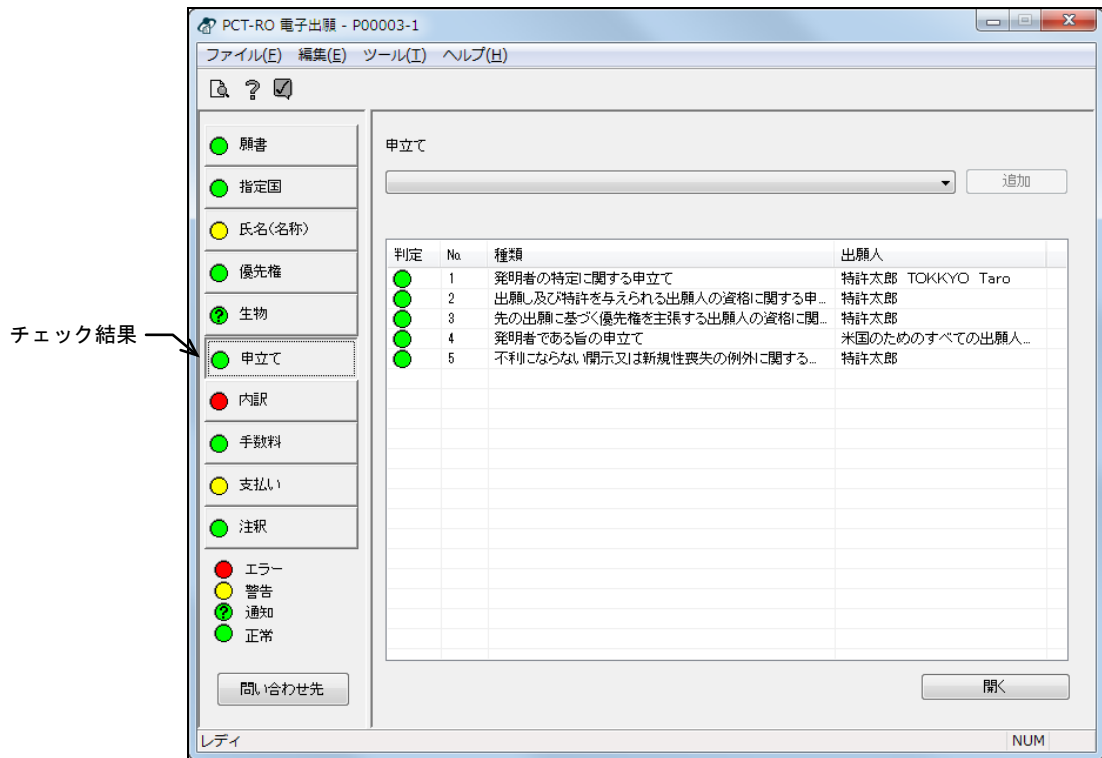 PCT-RO 電子出願 - P00003-1
ファイル(F) 編集(E) ツール(T) ヘルプ(H)
願書
指定国
氏名(名称)
優先権
生物
チェック結果
申立て
内訳
手数料
支払い
注釈
エラー
警告
通知
正常
問い合わせ先
申立て
追加
判定 No. 種類 出願人
1 発明者の特定に関する申立て 特許太郎 TOKKYO Taro
2 出願し及び特許を与えられる出願人の資格に関する申... 特許太郎
3 先の出願に基づく優先権を主張する出願人の資格に関... 特許太郎
4 発明者である旨の申立て 米国のためのすべての出願人...
5 不利にならない開示又は新規性喪失の例外に関する... 特許太郎
開く
レディ NUM